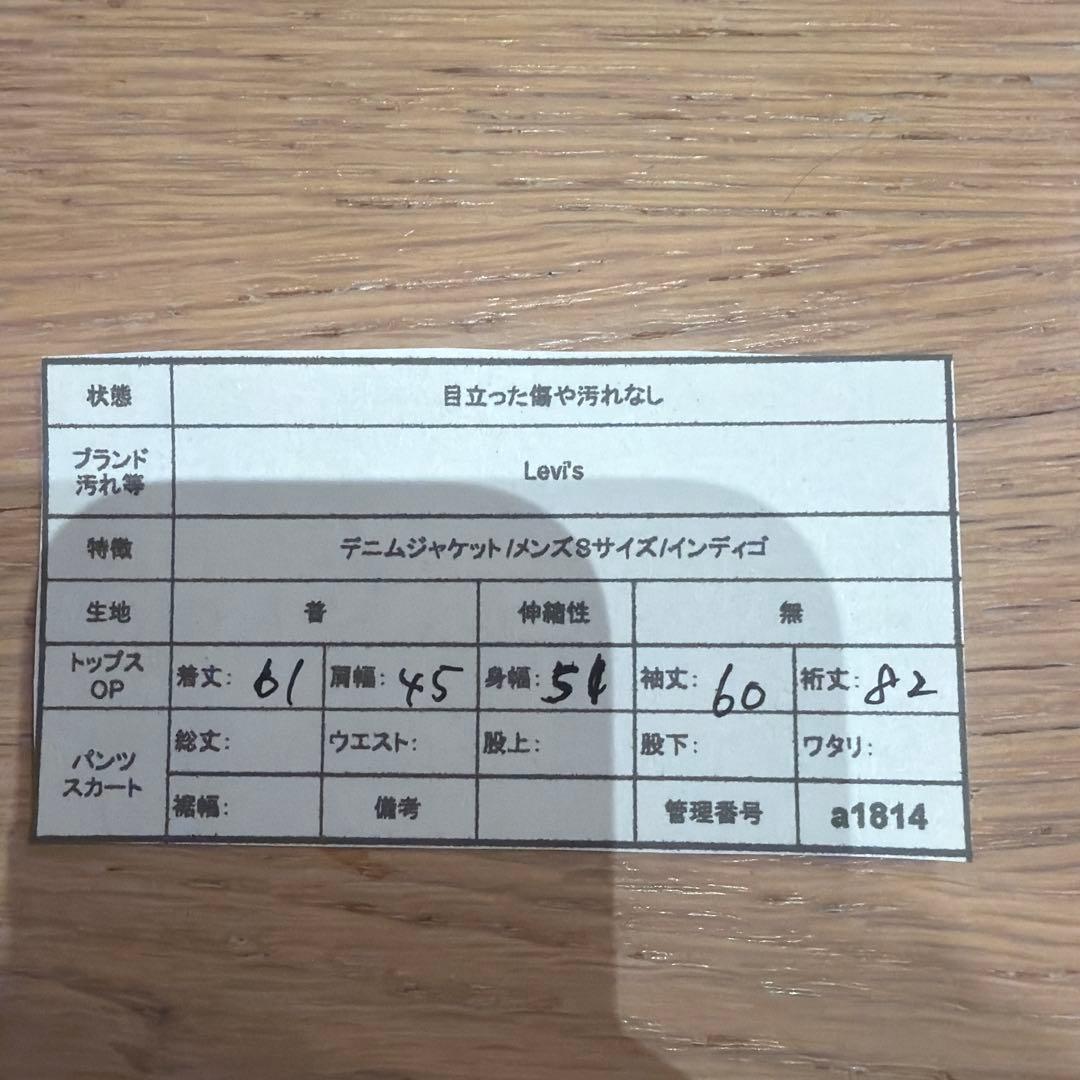 状態 目立った傷や汚れなし
ブランド
汚れ等 Levi's
特徴 デニムジャケット/メンズSサイズ/インディゴ
生地 普 伸縮性 無
トップス
OP 着丈: 61 肩幅: 45 身幅: 袖丈: 60 裄丈: 82
パンツ
スカート 総丈: ウエスト: 股上: 股下: ワタリ:
裾幅: 備考 管理番号 a1814